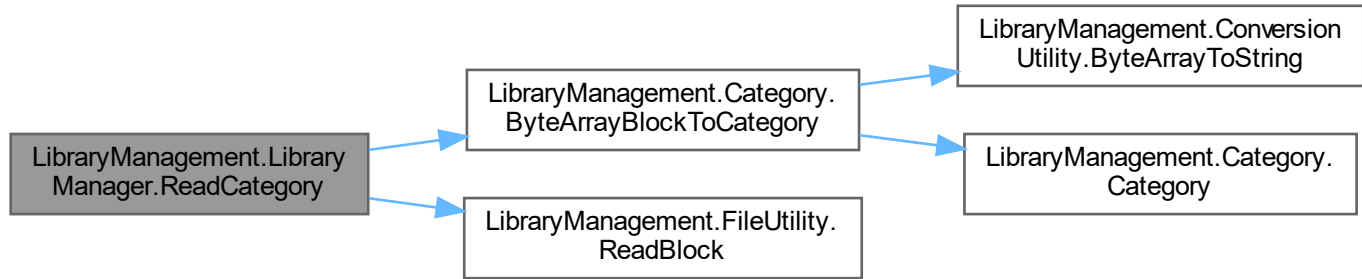 LibraryManagement.Library
Manager.ReadCategory
LibraryManagement.Category.
ByteArrayBlockToCategory
LibraryManagement.FileUtility.
ReadBlock
LibraryManagement.Conversion
Utility.ByteArrayToString
LibraryManagement.Category.
Category